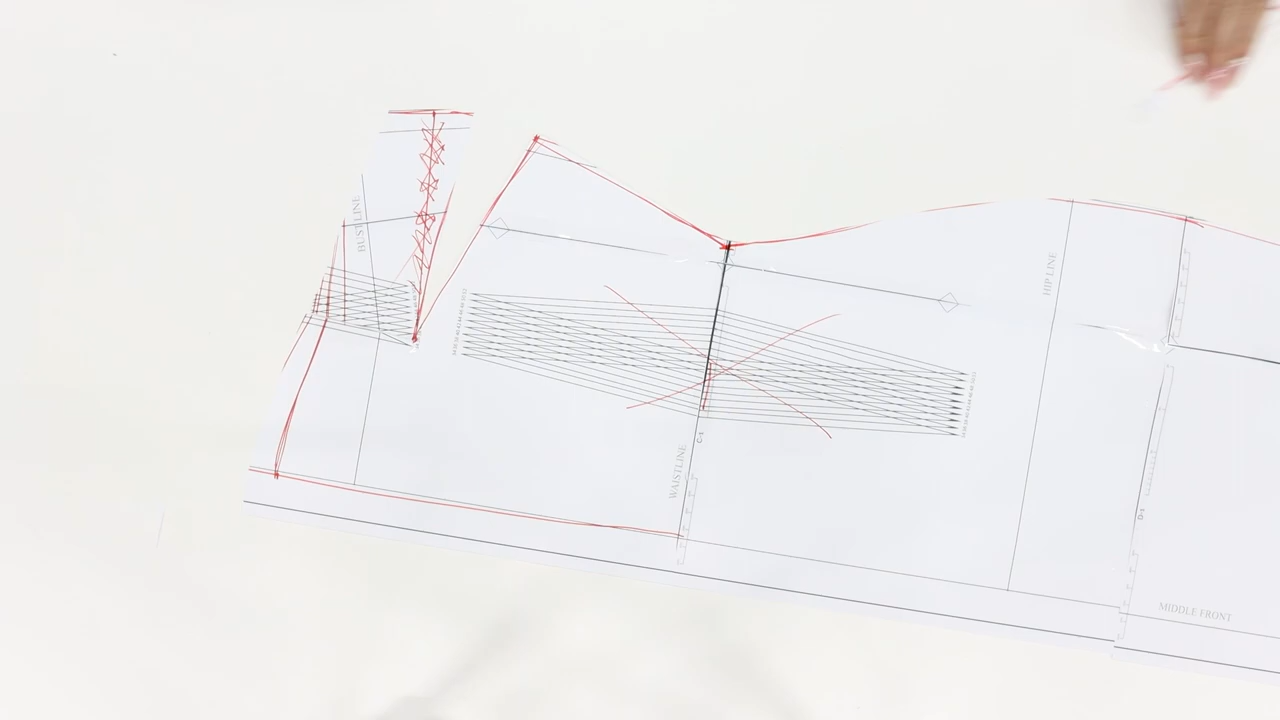 BUST LINE
HIP LINE
WAISTLINE
C-1
D-1
MIDDLE FRONT